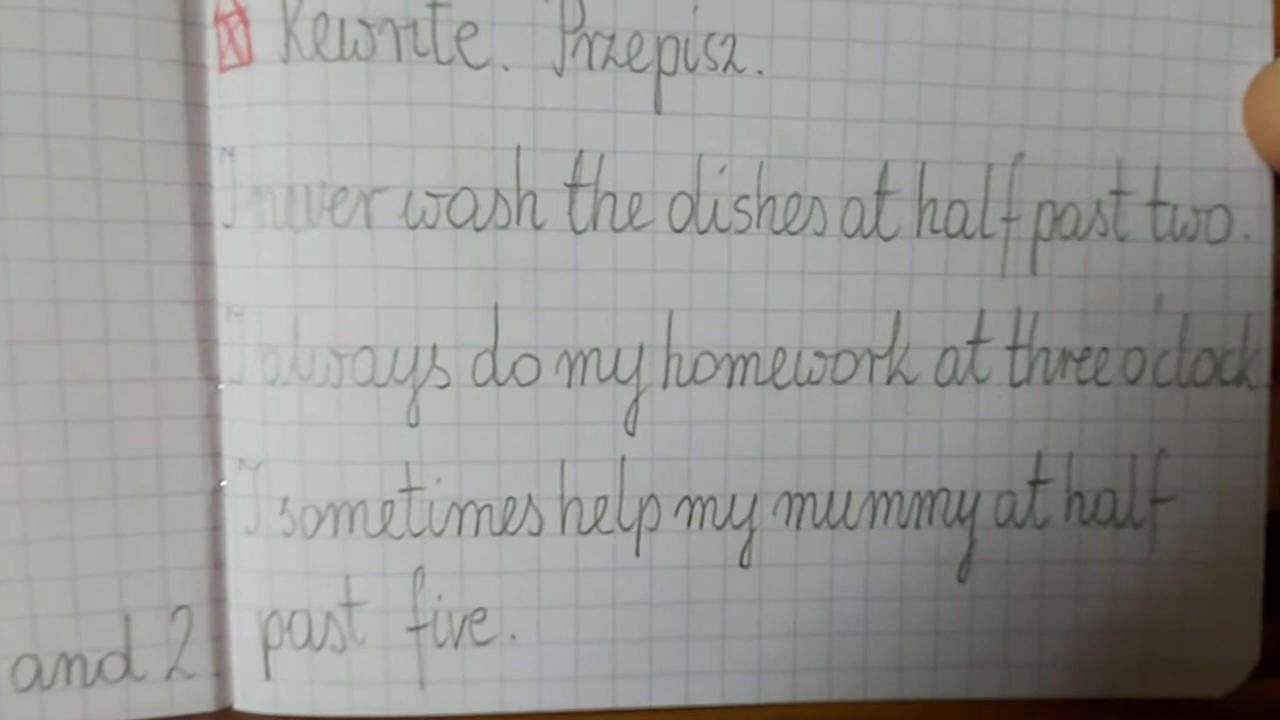 Rewrite. Przepisz.
I never wash the dishes at half past two.
I always do my homework at three o'clock
I sometimes help my mummy at half
past five.
and 2